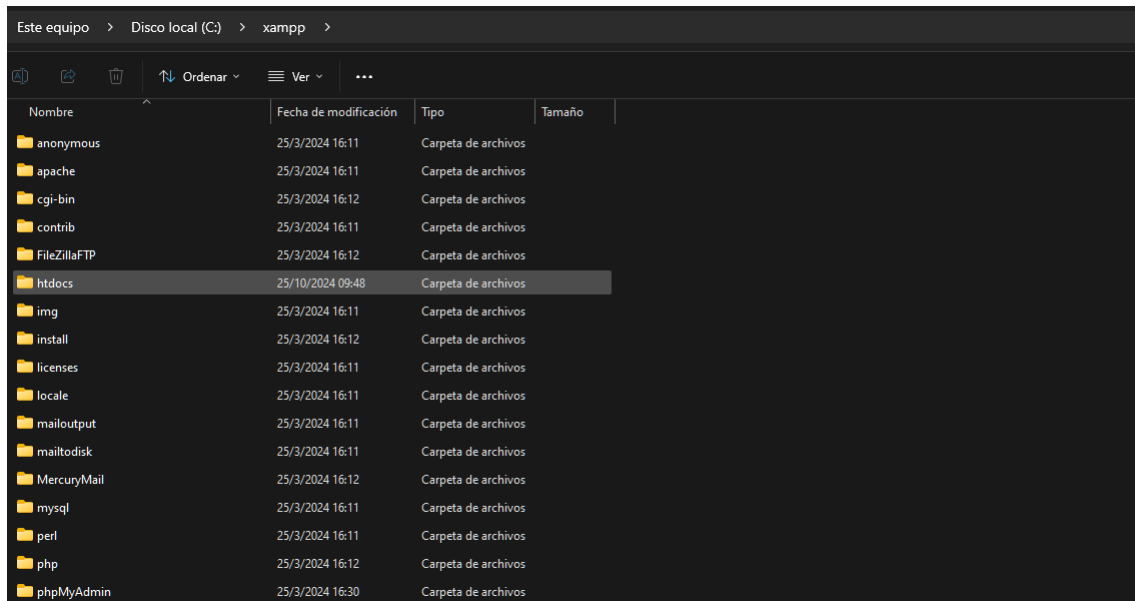 Este equipo > Disco local (C:) > xampp >
Ordenar Ver ...
Nombre Fecha de modificación Tipo Tamaño
anonymous 25/3/2024 16:11 Carpeta de archivos
apache 25/3/2024 16:11 Carpeta de archivos
cgi-bin 25/3/2024 16:12 Carpeta de archivos
contrib 25/3/2024 16:11 Carpeta de archivos
FileZillaFTP 25/3/2024 16:12 Carpeta de archivos
htdocs 25/10/2024 09:48 Carpeta de archivos
img 25/3/2024 16:11 Carpeta de archivos
install 25/3/2024 16:12 Carpeta de archivos
licenses 25/3/2024 16:11 Carpeta de archivos
locale 25/3/2024 16:11 Carpeta de archivos
mailoutput 25/3/2024 16:11 Carpeta de archivos
mailtodisk 25/3/2024 16:11 Carpeta de archivos
MercuryMail 25/3/2024 16:12 Carpeta de archivos
mysql 25/3/2024 16:11 Carpeta de archivos
perl 25/3/2024 16:11 Carpeta de archivos
php 25/3/2024 16:12 Carpeta de archivos
phpMyAdmin 25/3/2024 16:30 Carpeta de archivos